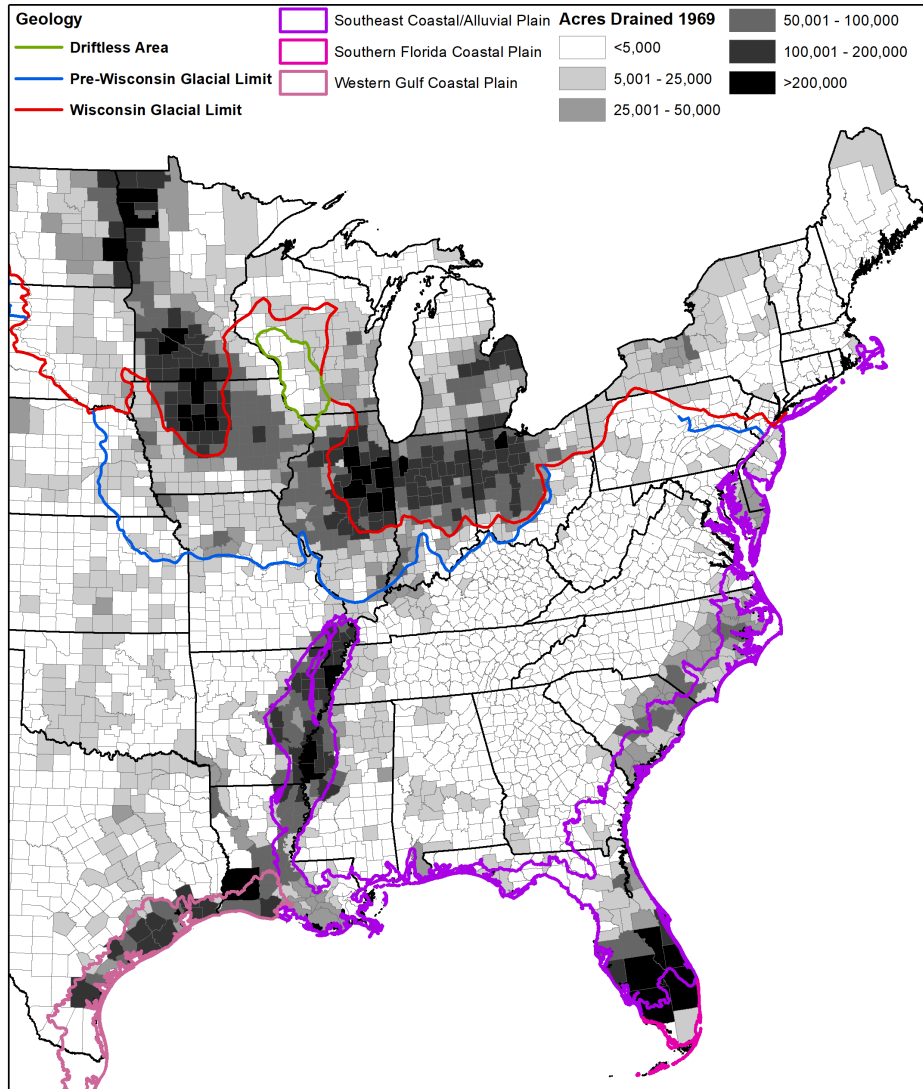 Geology
Driftless Area
Pre-Wisconsin Glacial Limit
Wisconsin Glacial Limit
Southeast Coastal/Alluvial Plain
Southern Florida Coastal Plain
Western Gulf Coastal Plain
Acres Drained 1969
<5,000
5,001 - 25,000
25,001 - 50,000
50,001 - 100,000
100,001 - 200,000
>200,000